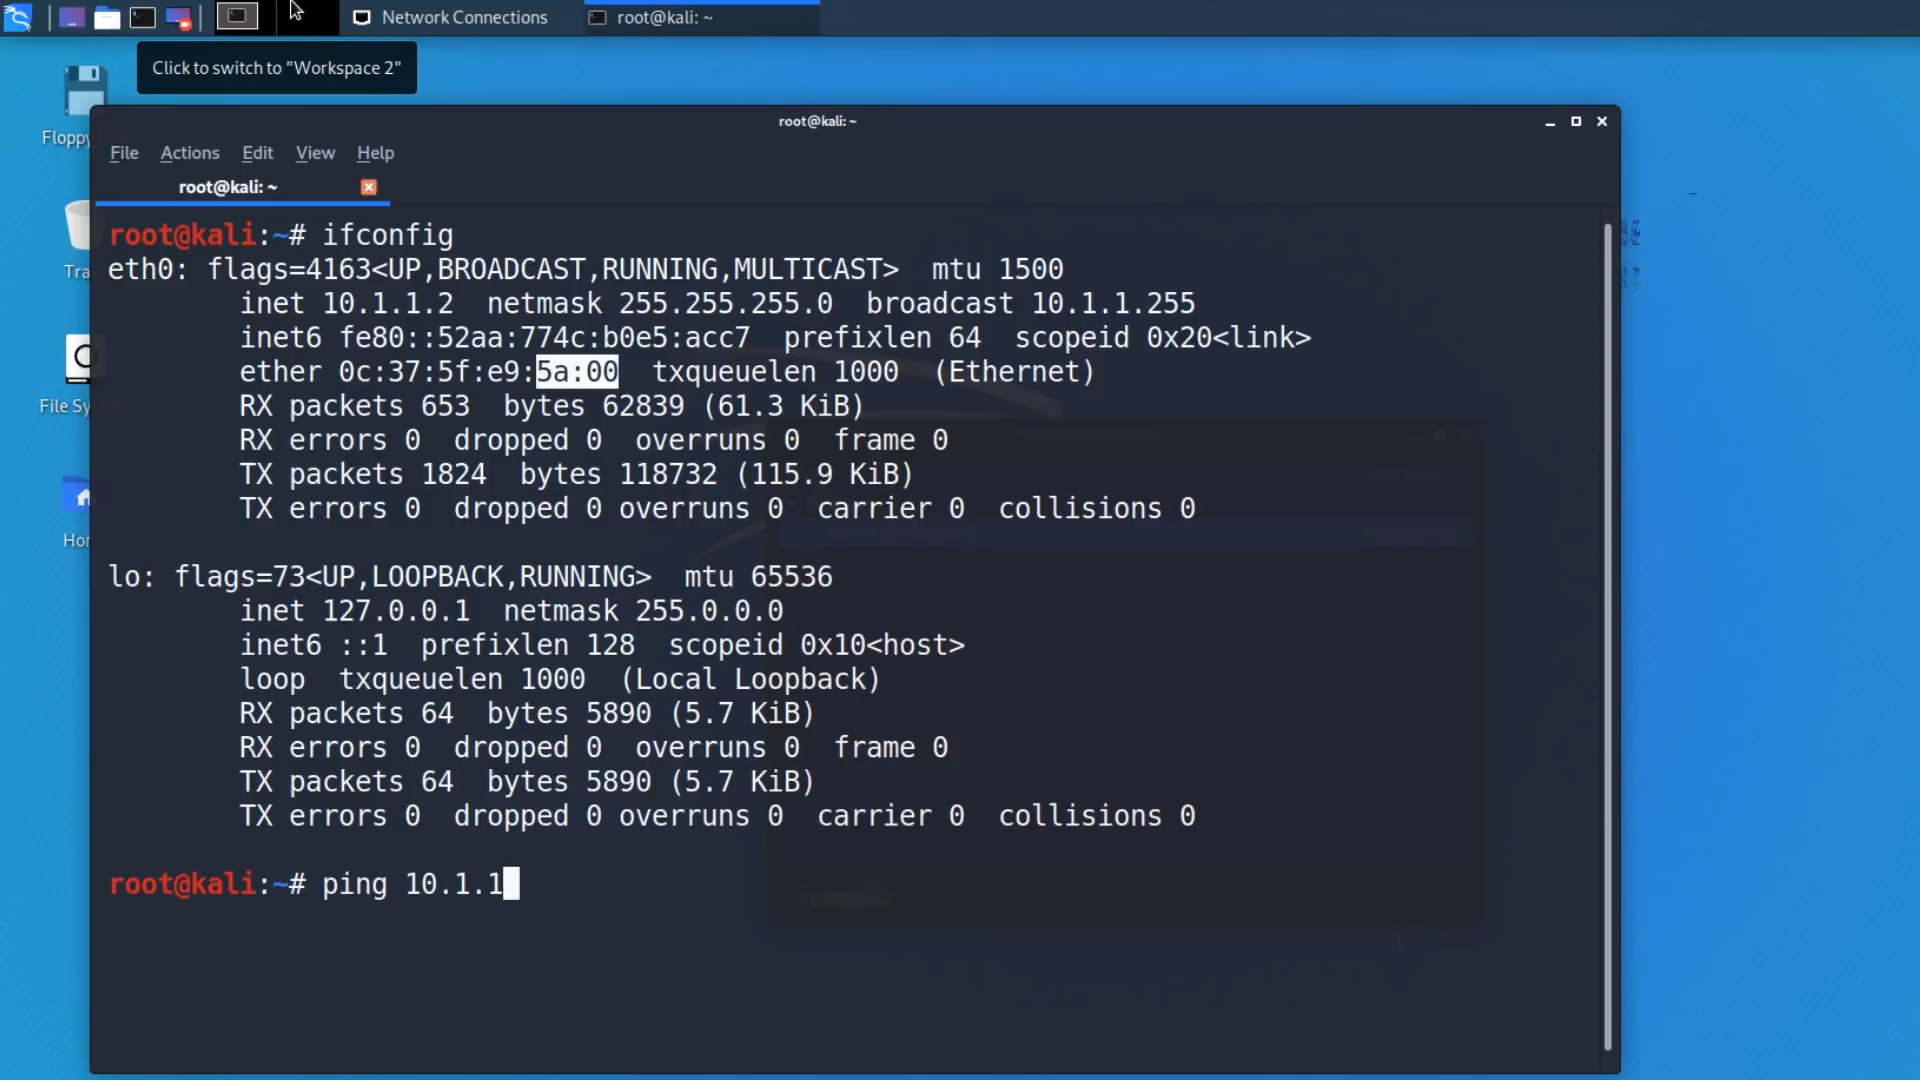 Network Connections
root@kali: ~
Click to switch to "Workspace 2"
root@kali: ~
Floppy
File Actions Edit View Help
root@kali: ~
root@kali:~# ifconfig
eth0: flags=4163<UP,BROADCAST,RUNNING,MULTICAST>  mtu 1500
        inet 10.1.1.2  netmask 255.255.255.0  broadcast 10.1.1.255
        inet6 fe80::52aa:774c:b0e5:acc7  prefixlen 64  scopeid 0x20<link>
        ether 0c:37:5f:e9:5a:00  txqueuelen 1000  (Ethernet)
        RX packets 653  bytes 62839 (61.3 KiB)
        RX errors 0  dropped 0  overruns 0  frame 0
        TX packets 1824  bytes 118732 (115.9 KiB)
        TX errors 0  dropped 0 overruns 0  carrier 0  collisions 0
lo: flags=73<UP,LOOPBACK,RUNNING>  mtu 65536
        inet 127.0.0.1  netmask 255.0.0.0
        inet6 ::1  prefixlen 128  scopeid 0x10<host>
        loop  txqueuelen 1000  (Local Loopback)
        RX packets 64  bytes 5890 (5.7 KiB)
        RX errors 0  dropped 0  overruns 0  frame 0
        TX packets 64  bytes 5890 (5.7 KiB)
        TX errors 0  dropped 0 overruns 0  carrier 0  collisions 0
root@kali:~# ping 10.1.1
Tra
File Sy
Hor